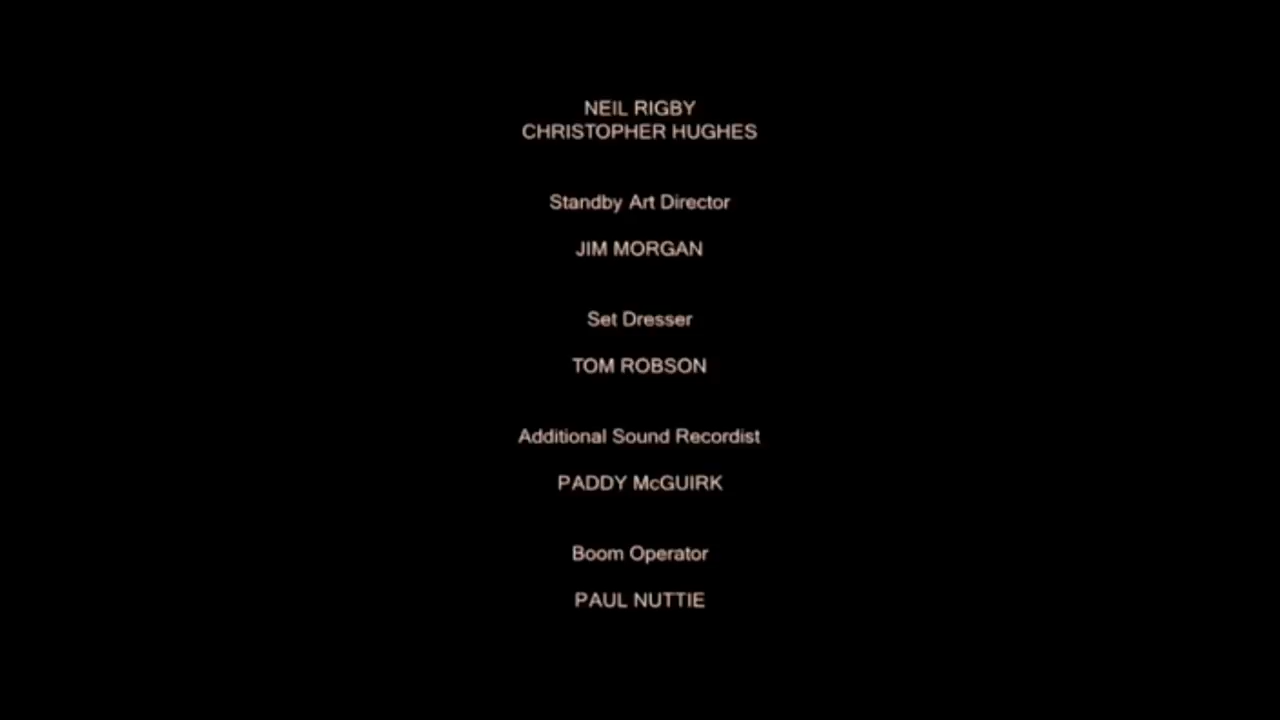 NEIL RIGBY
CHRISTOPHER HUGHES
Standby Art Director
JIM MORGAN
Set Dresser
TOM ROBSON
Additional Sound Recordist
PADDY McGUIRK
Boom Operator
PAUL NUTTIE